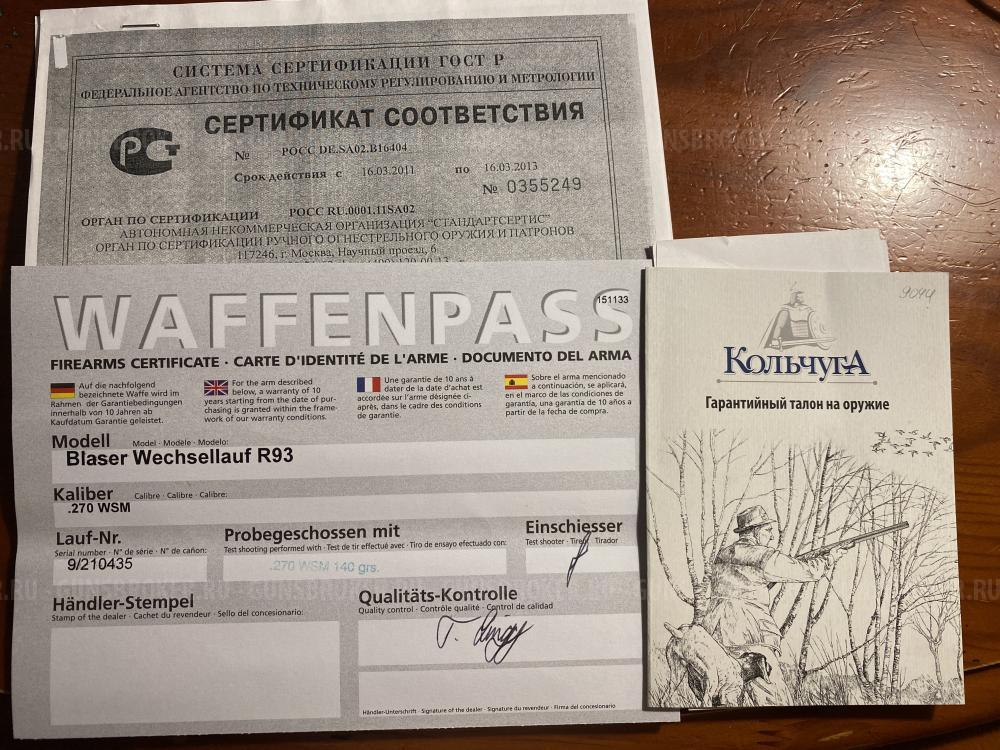 СИСТЕМА СЕРТИФИКАЦИИ ГОСТ Р
ФЕДЕРАЛЬНОЕ АГЕНТСТВО ПО ТЕХНИЧЕСКОМУ РЕГУЛИРОВАНИЮ И МЕТРОЛОГИИ
СЕРТИФИКАТ СООТВЕТСТВИЯ
РС
№ РОСС DE.SA02.B16404
Срок действия с 16.03.2011 по 16.03.2013
№ 0355249
ОРГАН ПО СЕРТИФИКАЦИИ РОСС RU.0001.11SA02
АВТОНОМНАЯ НЕКОММЕРЧЕСКАЯ ОРГАНИЗАЦИЯ "СТАНДАРТСЕРТИС"
ОРГАН ПО СЕРТИФИКАЦИИ РУЧНОГО ОГНЕСТРЕЛЬНОГО ОРУЖИЯ И ПАТРОНОВ
117246, г. Москва, Научный проезд, 6
WAFFENPASS
151133
FIREARMS CERTIFICATE · CARTE D'IDENTITÉ DE L'ARME · DOCUMENTO DEL ARMA
Auf die nachfolgend
bezeichnete Waffe wird im
Rahmen der Garantiebedingungen
innerhalb von 10 Jahren ab
Kaufdatum Garantie geleistet.
For the arm described
below, a warranty of 10
years starting from the date of pur-
chasing is granted within the frame-
work of our warranty conditions.
Une garantie de 10 ans à
dater de la date d'achat est
accordée sur l'arme désignée ci-
après, dans le cadre des conditions
de garantie.
Sobre el arma mencionado
a continuación, se aplicará,
en el marco de las condiciones de
garantía, una garantía de 10 años a
partir de la fecha de compra.
Modell Model · Modèle · Modelo:
Blaser Wechsellauf R93
Kaliber Calibre · Calibre · Calibre:
.270 WSM
Lauf-Nr.
Serial number · N° de série · N° de cañon:
9/210435
Probegeschossen mit
Test shooting performed with · Test de tir effectué avec · Tiro de ensayo efectuado con:
.270 WSM 140 grs.
Einschiesser
Test shooter · Tireur · Tirador
Händler-Stempel
Stamp of the dealer · Cachet du revendeur · Sello del concesionario:
Qualitäts-Kontrolle
Quality control · Contrôle qualité · Control de calidad
Händler-Unterschrift · Signature of the dealer · Signature du revendeur · Firma del concesionario
9094
КОЛЬЧУГА
Гарантийный талон на оружие